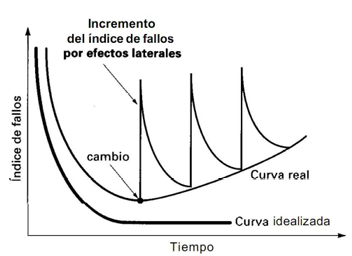 Incremento
del índice de fallos
por efectos laterales
Índice de fallos
cambio
Curva real
Curva idealizada
Tiempo